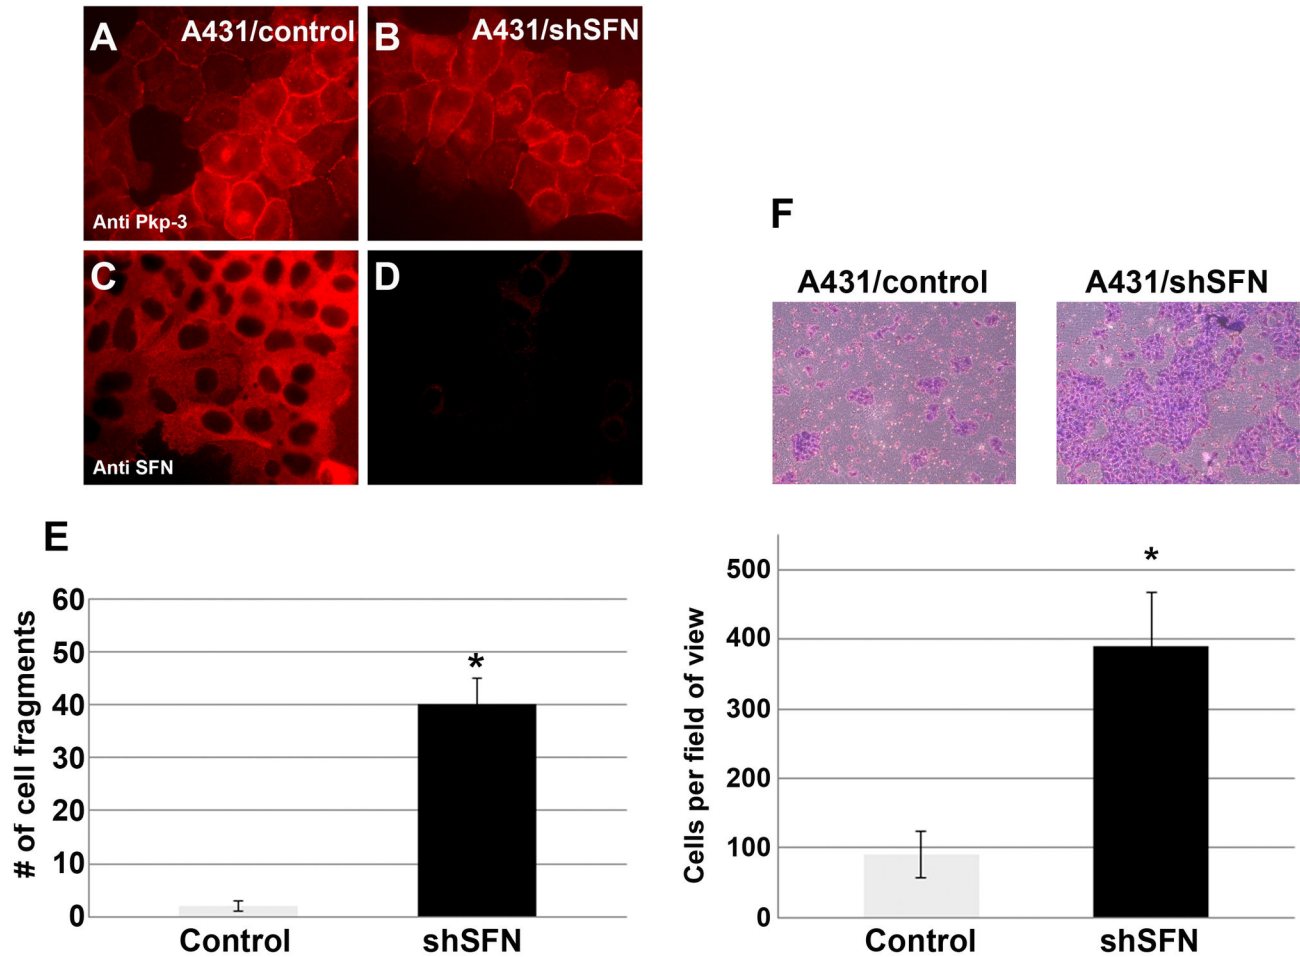 A
A431/control
B
A431/shSFN
Anti Pkp-3
C
D
Anti SFN
F
A431/control
A431/shSFN
E
# of cell fragments
60
50
40
30
20
10
0
*
Control
shSFN
Cells per field of view
500
400
300
200
100
0
*
Control
shSFN